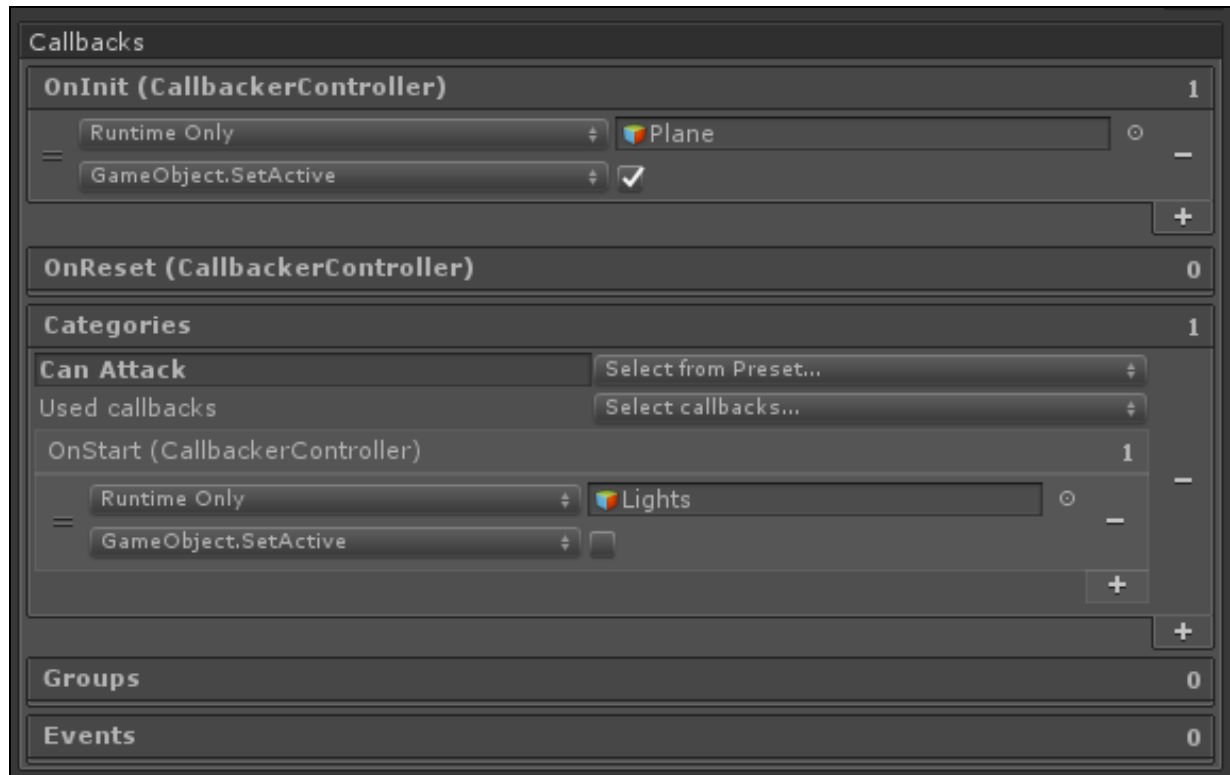 Callbacks
OnInit (CallbackerController) 1
Runtime Only Plane
GameObject.SetActive
OnReset (CallbackerController) 0
Categories 1
Can Attack Select from Preset...
Used callbacks Select callbacks...
OnStart (CallbackerController) 1
Runtime Only Lights
GameObject.SetActive
Groups 0
Events 0